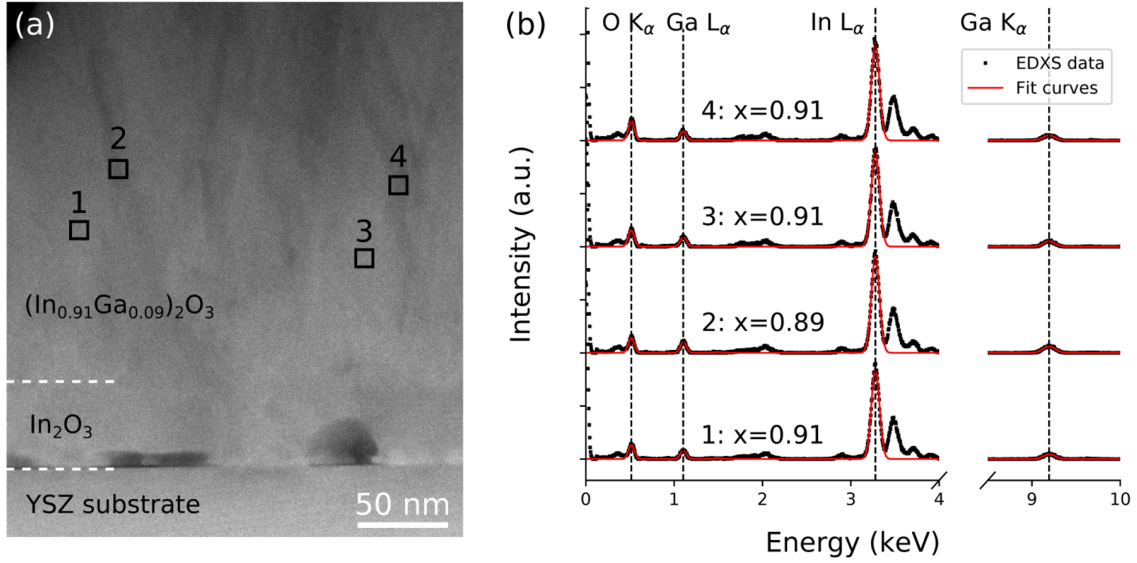 (a)
2
4
1
3
(In₀.₉₁Ga₀.₀₉)₂O₃
In₂O₃
YSZ substrate
50 nm
(b)
O Kα Ga Lα In Lα Ga Kα
EDXS data
Fit curves
4: x=0.91
3: x=0.91
2: x=0.89
1: x=0.91
Intensity (a.u.)
0 1 2 3 4 9 10
Energy (keV)